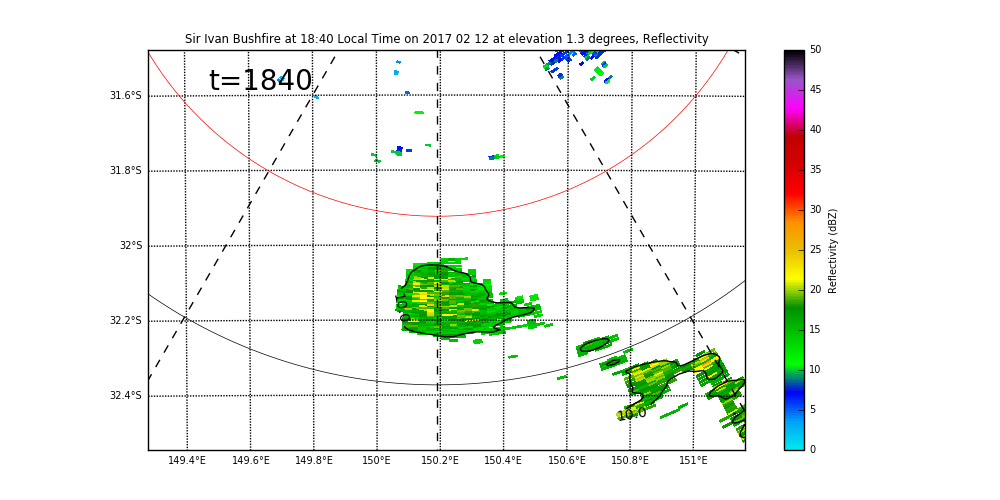 Sir Ivan Bushfire at 18:40 Local Time on 2017 02 12 at elevation 1.3 degrees, Reflectivity
t=1840
31.6°S
31.8°S
32°S
32.2°S
32.4°S
10.0
149.4°E 149.6°E 149.8°E 150°E 150.2°E 150.4°E 150.6°E 150.8°E 151°E
50
45
40
35
30
25
20
15
10
5
0
Reflectivity (dBZ)